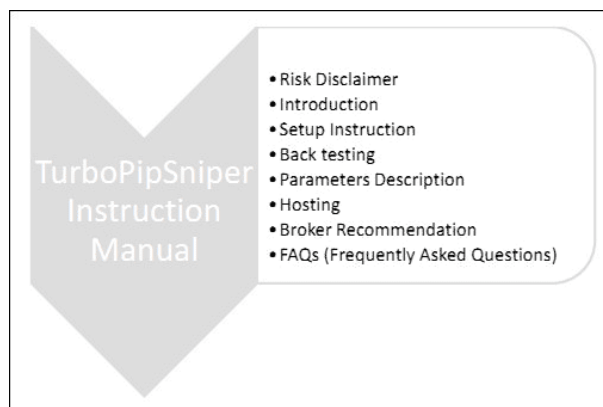 TurboPipSniper
Instruction
Manual
• Risk Disclaimer
• Introduction
• Setup Instruction
• Back testing
• Parameters Description
• Hosting
• Broker Recommendation
• FAQs (Frequently Asked Questions)